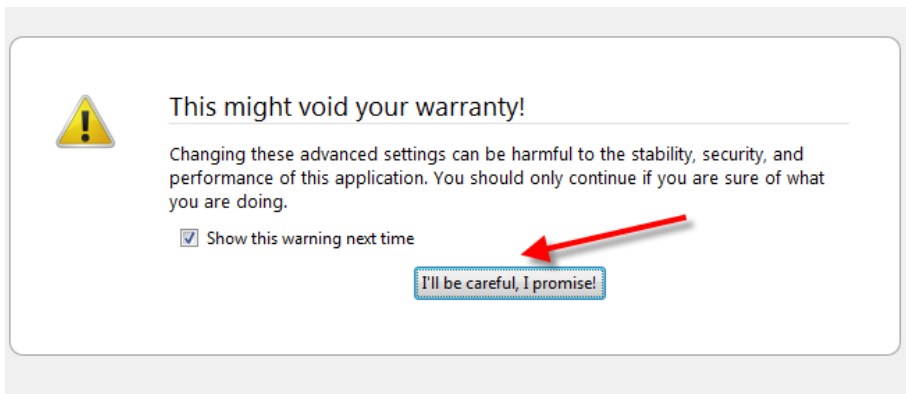 This might void your warranty!
Changing these advanced settings can be harmful to the stability, security, and
performance of this application. You should only continue if you are sure of what
you are doing.
Show this warning next time
I'll be careful, I promise!